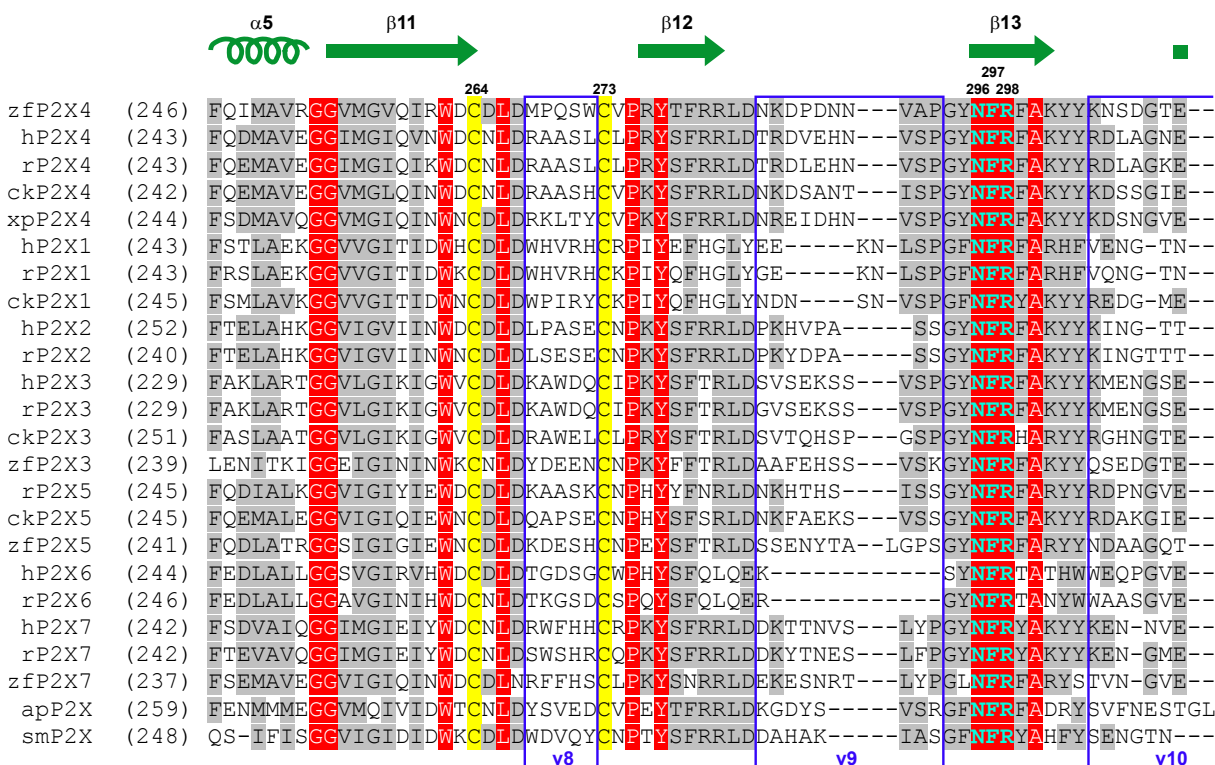 α5 β11 β12 β13
297
264 273 296 298
zfP2X4 (246) FQIMAVRGGVMGVQIRWDCDLDMPQSWCVPRYTFRRLDNKDPDNN---VAPGYNFRFAKYYKNSDGTE--
hP2X4 (243) FQDMAVEGGIMGIQVNWDCNLDRAASLCLPRYSFRRLDTRDVEHN---VSPGYNFRFAKYYRDLAGNE--
rP2X4 (243) FQEMAVEGGIMGIQIKWDCNLDRAASLCLPRYSFRRLDTRDLEHN---VSPGYNFRFAKYYRDLAGKE--
ckP2X4 (242) FQEMAVEGGVMGLQINWDCNLDRAASHCVPKYSFRRLDNKDSANT---ISPGYNFRFAKYYKDSSGIE--
xpP2X4 (244) FSDMAVQGGVMGIQINWNCDLDRKLTYCVPKYSFRRLDNREIDHN---VSPGYNFRFAKYYKDSNGVE--
hP2X1 (243) FSTLAEKGGVVGITIDWHCDLDWHVRHCRPIYEFHGLYEE-----KN-LSPGFNFRFARHFVENG-TN--
rP2X1 (243) FRSLAEKGGVVGITIDWKCDLDWHVRHCKPIYQFHGLYGE-----KN-LSPGFNFRFARHFVQNG-TN--
ckP2X1 (245) FSMLAVKGGVVGITIDWNCDLDWPIRYCKPIYQFHGLYNDN----SN-VSPGFNFRYAKYYREDG-ME--
hP2X2 (252) FTELAHKGGVIGVIINWDCDLDLPASECNPKYSFRRLDPKHVPA-----SSGYNFRFAKYYKING-TT--
rP2X2 (240) FTELAHKGGVIGVIINWNCDLDLSESECNPKYSFRRLDPKYDPA-----SSGYNFRFAKYYKINGTTT--
hP2X3 (229) FAKLARTGGVLGIKIGWVCDLDKAWDQCIPKYSFTRLDSVSEKSS---VSPGYNFRFAKYYKMENGSE--
rP2X3 (229) FAKLARTGGVLGIKIGWVCDLDKAWDQCIPKYSFTRLDGVSEKSS---VSPGYNFRFAKYYKMENGSE--
ckP2X3 (251) FASLAATGGVLGIKIGWVCDLDRAWELCLPRYSFTRLDSVTQHSP---GSPGYNFRHARYYRGHNGTE--
zfP2X3 (239) LENITKIGGEIGININWKCNLDYDEENCNPKYFFTRLDAAFEHSS---VSKGYNFRFAKYYQSEDGTE--
rP2X5 (245) FQDIALKGGVIGIYIEWDCDLDKAASKCNPHYYFNRLDNKHTHS----ISSGYNFRFARYYRDPNGVE--
ckP2X5 (245) FQEMALEGGVIGIQIEWNCDLDQAPSECNPHYSFSRLDNKFAEKS---VSSGYNFRFAKYYRDAKGIE--
zfP2X5 (241) FQDLATRGGSIGIGIEWNCDLDKDESHCNPEYSFTRLDSSENYTA--LGPSGYNFRFARYYNDAAGQT--
hP2X6 (244) FEDLALLGGSVGIRVHWDCDLDTGDSGCWPHYSFQLQEK-------------SYNFRTATHWWEQPGVE--
rP2X6 (246) FEDLALLGGAVGINIHWDCNLDTKGSDCSPQYSFQLQER-------------GYNFRTANYWWAASGVE--
hP2X7 (242) FSDVAIQGGIMGIEIYWDCNLDRWFHHCRPKYSFRRLDDKTTNVS---LYPGYNFRYAKYYKEN-NVE--
rP2X7 (242) FTEVAVQGGIMGIEIYWDCNLDSWSHRCQPKYSFRRLDDKYTNES---LFPGYNFRYAKYYKEN-GME--
zfP2X7 (237) FSEMAVEGGVIGIQINWDCDLNRFFHSCLPKYSNRRLDEKESNRT---LYPGLNFRFAKYSTVN-GVE--
apP2X (259) FENMMMEGGVMQIVIDWTCNLDYSVEDCVPEYTFRRLDKGDYS-----VSRGFNFRFADRYSVFNESTGL
smP2X (248) QS-IFISGGVIGIDIDWKCDLDWDVQYCNPTYSFRRLDDAHAK-----IASGFNFRYAHFYSENGTN---
v8 v9 v10